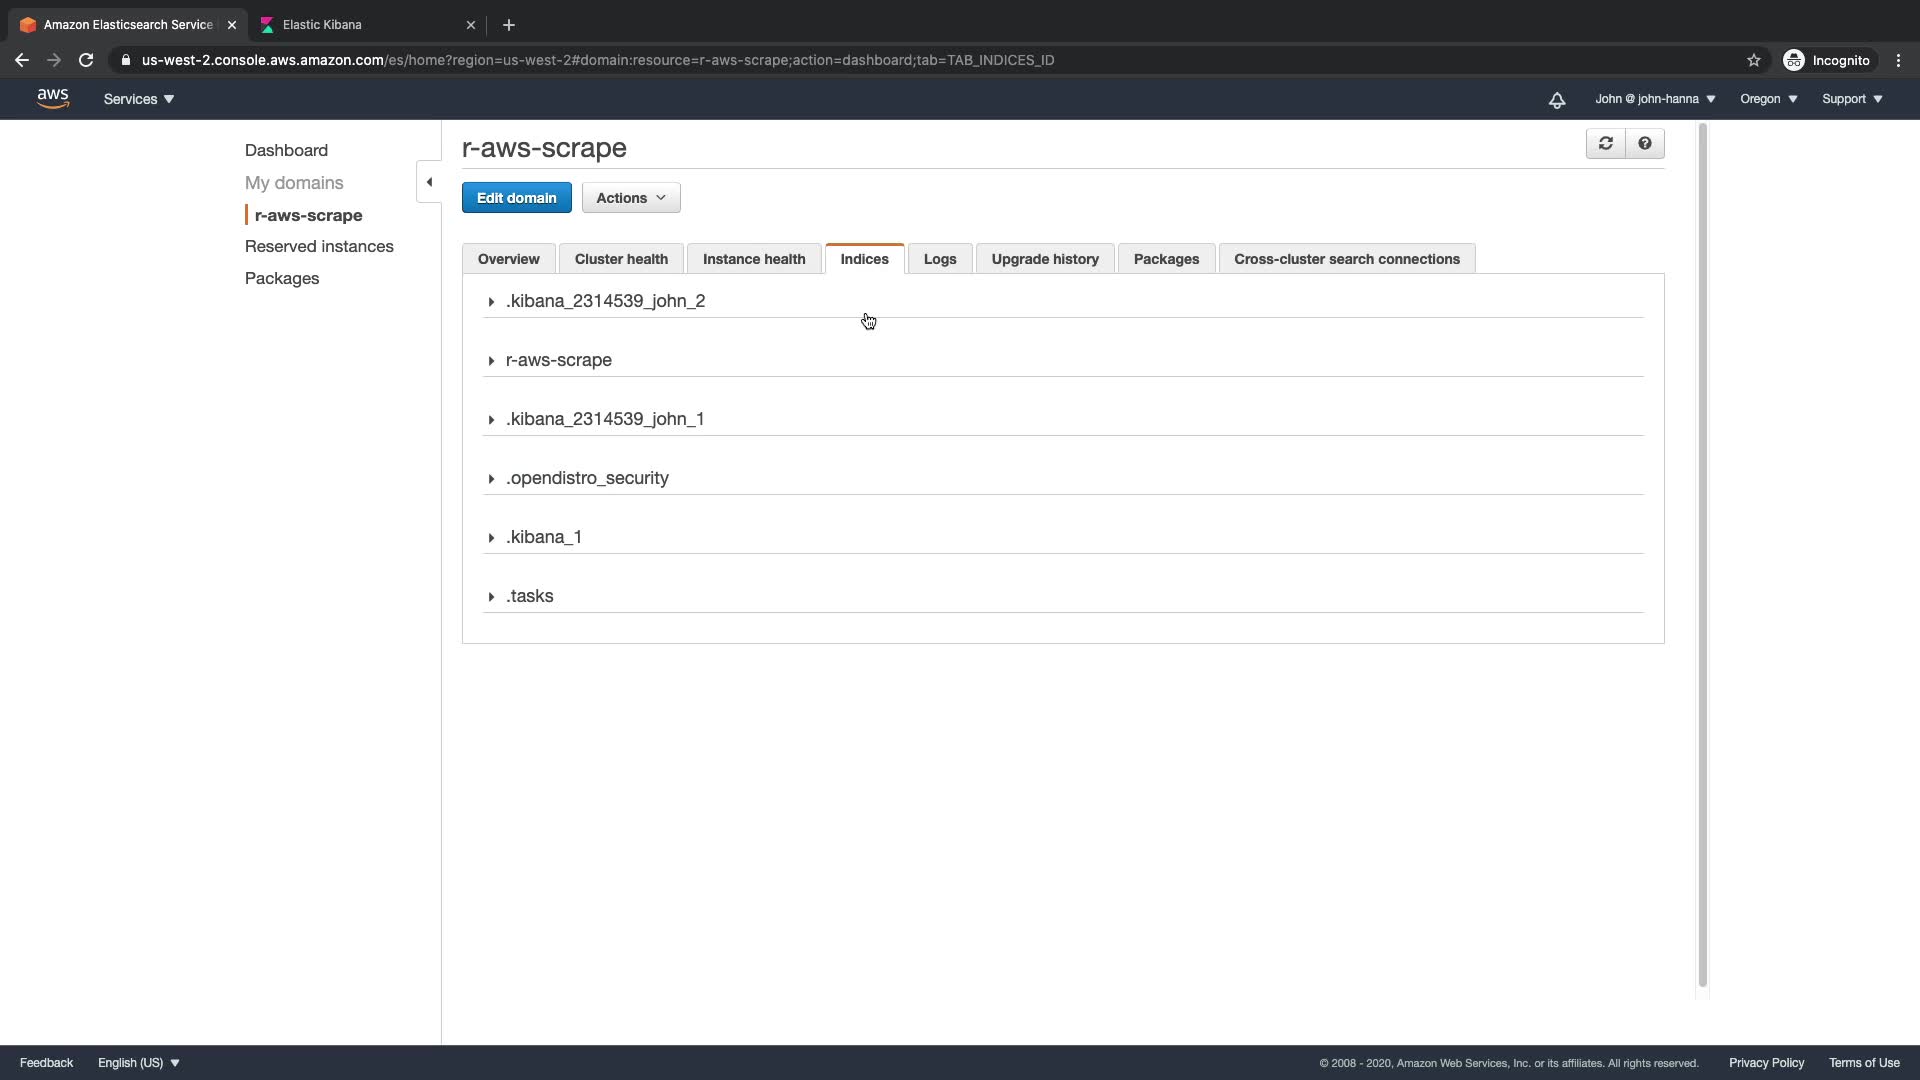 Amazon Elasticsearch Service
Elastic Kibana
us-west-2.console.aws.amazon.com/es/home?region=us-west-2#domain:resource=r-aws-scrape;action=dashboard;tab=TAB_INDICES_ID
Incognito
aws
Services
John @ john-hanna
Oregon
Support
Dashboard
My domains
r-aws-scrape
Reserved instances
Packages
r-aws-scrape
Edit domain
Actions
Overview
Cluster health
Instance health
Indices
Logs
Upgrade history
Packages
Cross-cluster search connections
.kibana_2314539_john_2
r-aws-scrape
.kibana_2314539_john_1
.opendistro_security
.kibana_1
.tasks
Feedback
English (US)
© 2008 - 2020, Amazon Web Services, Inc. or its affiliates. All rights reserved.
Privacy Policy
Terms of Use